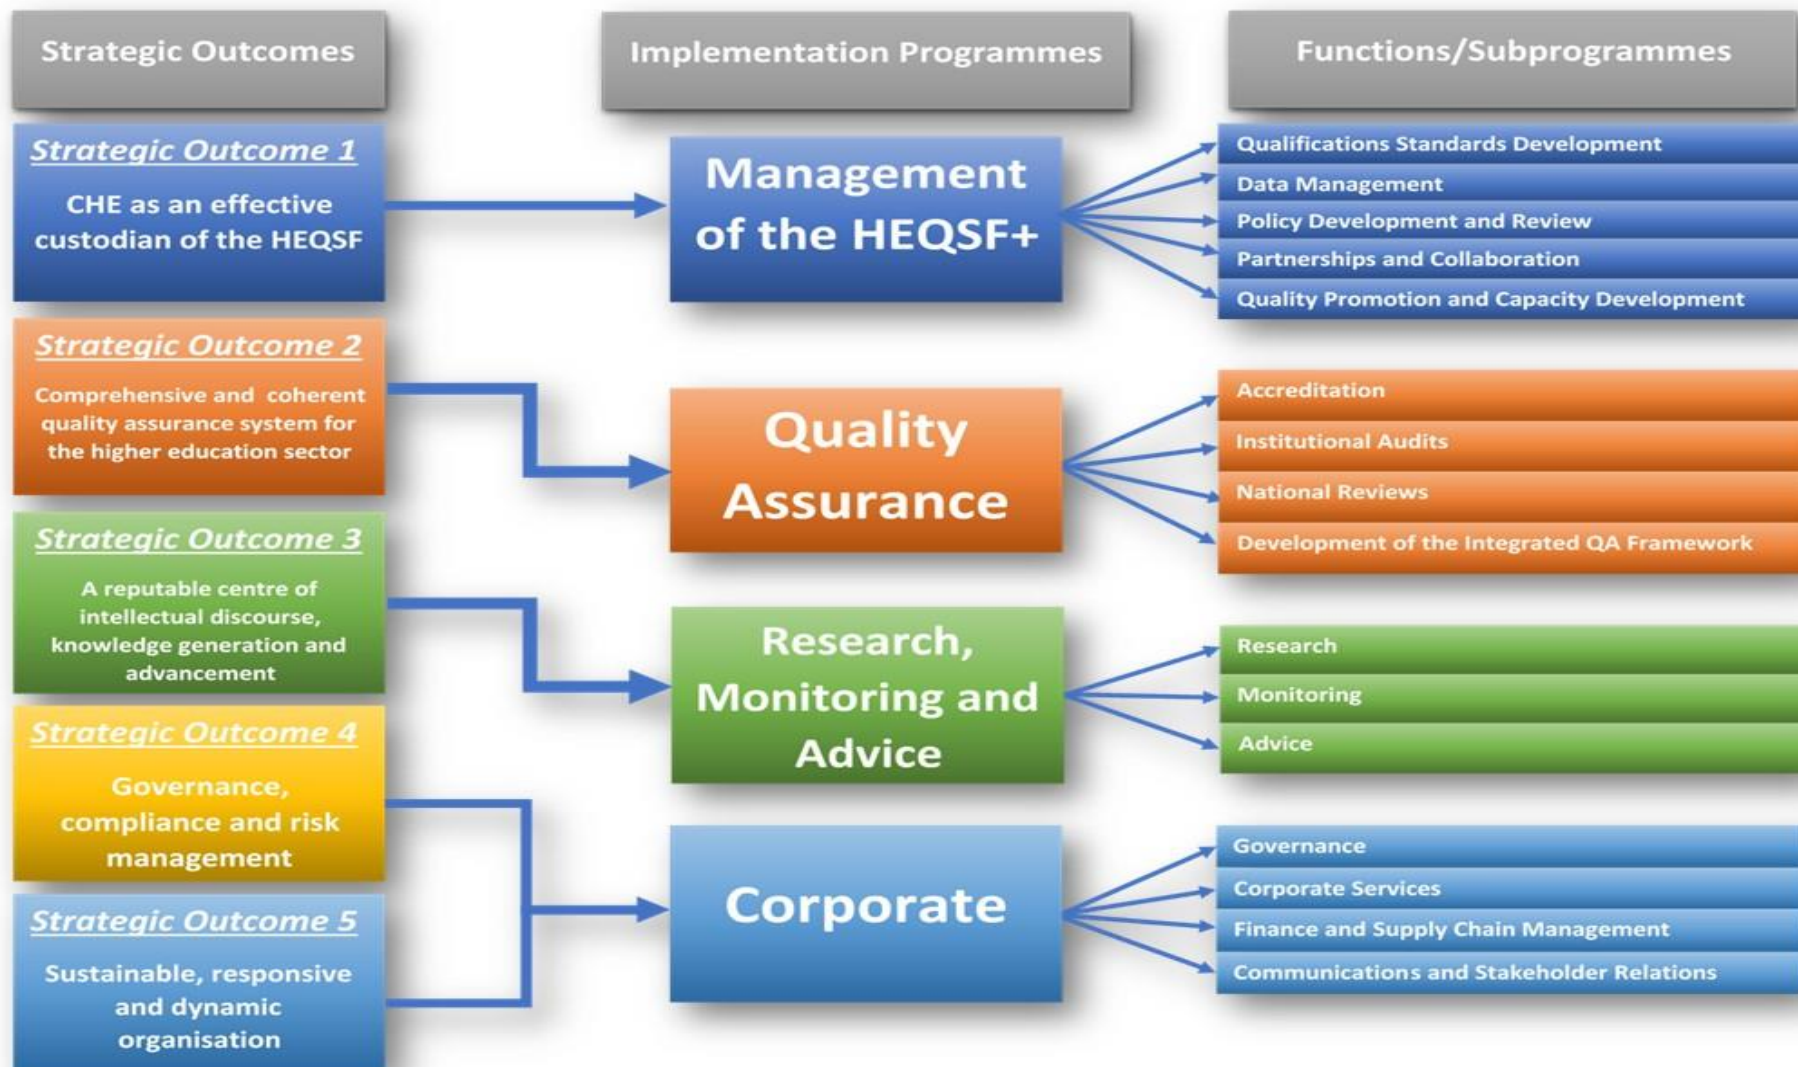 Strategic Outcomes
Implementation Programmes
Functions/Subprogrammes
Strategic Outcome 1
CHE as an effective
custodian of the HEQSF
Management
of the HEQSF+
Qualifications Standards Development
Data Management
Policy Development and Review
Partnerships and Collaboration
Quality Promotion and Capacity Development
Strategic Outcome 2
Comprehensive and coherent
quality assurance system for
the higher education sector
Quality
Assurance
Accreditation
Institutional Audits
National Reviews
Development of the Integrated QA Framework
Strategic Outcome 3
A reputable centre of
intellectual discourse,
knowledge generation and
advancement
Research,
Monitoring and
Advice
Research
Monitoring
Advice
Strategic Outcome 4
Governance,
compliance and risk
management
Strategic Outcome 5
Sustainable, responsive
and dynamic
organisation
Corporate
Governance
Corporate Services
Finance and Supply Chain Management
Communications and Stakeholder Relations